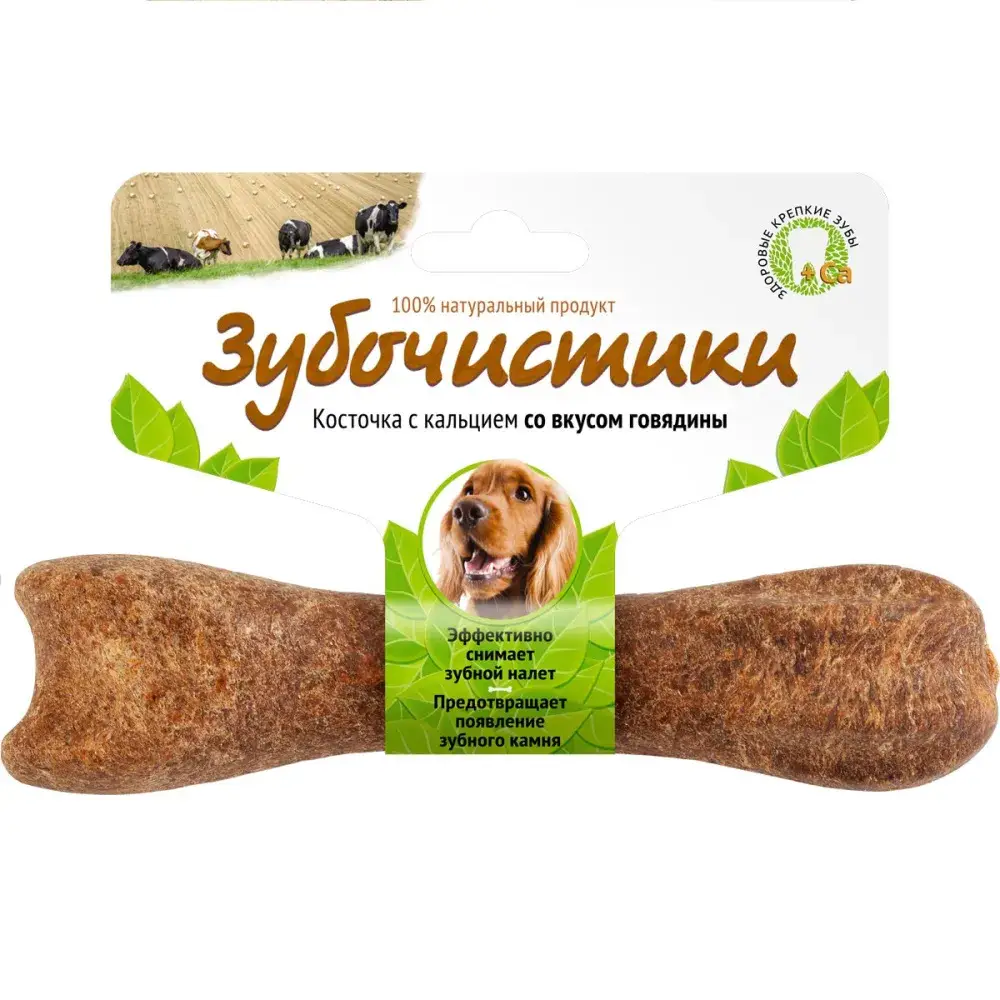 ЗДОРОВЫЕ КРЕПКИЕ ЗУБЫ
+ Ca
100% натуральный продукт
Зубочистики
Косточка с кальцием со вкусом говядины
Эффективно
снимает
зубной налет
Предотвращает
появление
зубного камня